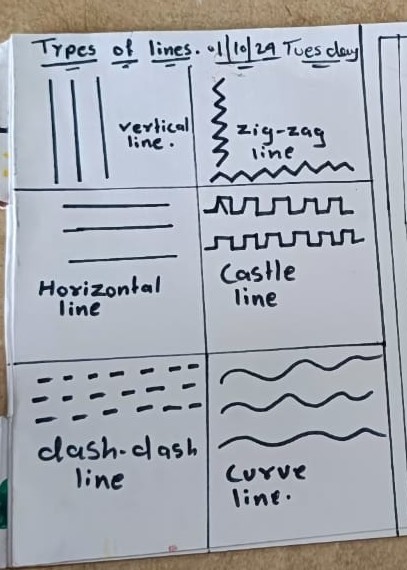 Types of lines. 01/10/24 Tuesday
vertical
line.
zig-zag
line
Horizontal
line
Castle
line
dash-dash
line
Curve
line.